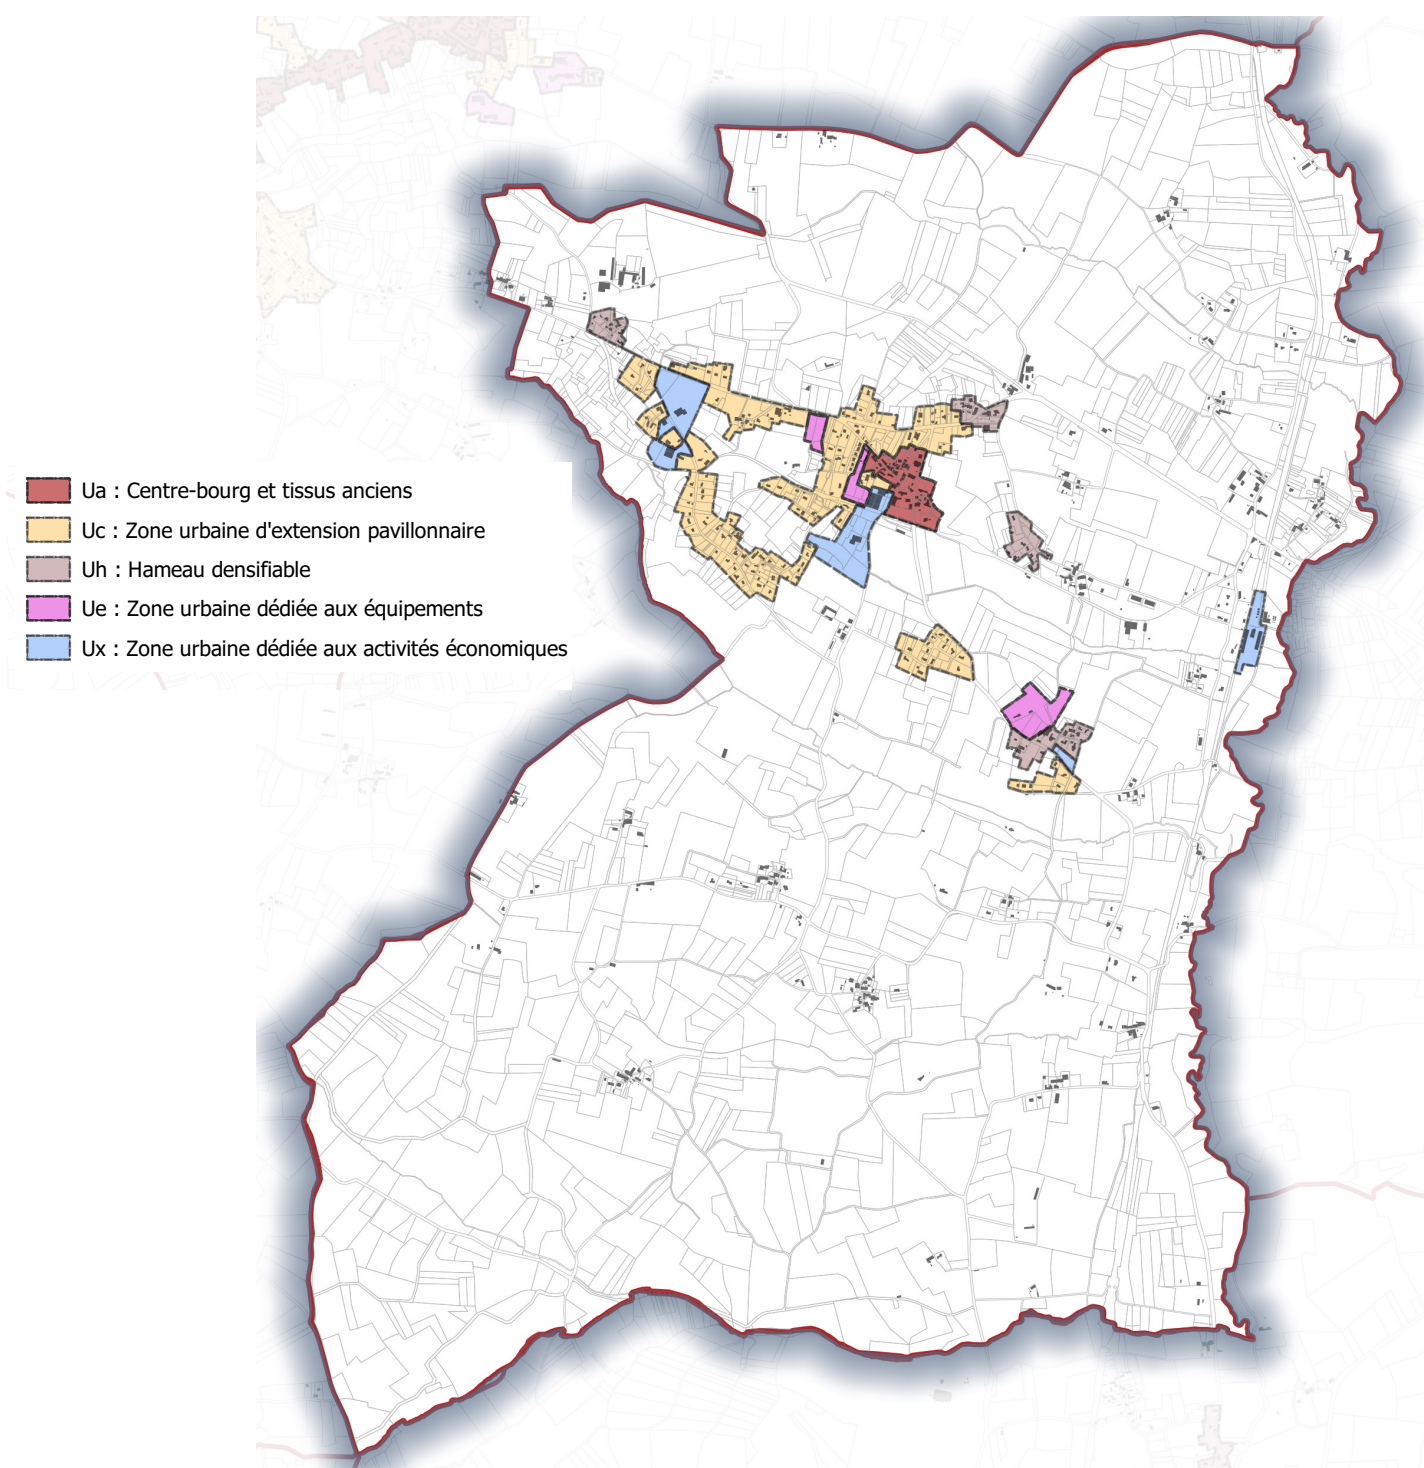 Ua : Centre-bourg et tissus anciens
Uc : Zone urbaine d'extension pavillonnaire
Uh : Hameau densifiable
Ue : Zone urbaine dédiée aux équipements
Ux : Zone urbaine dédiée aux activités économiques